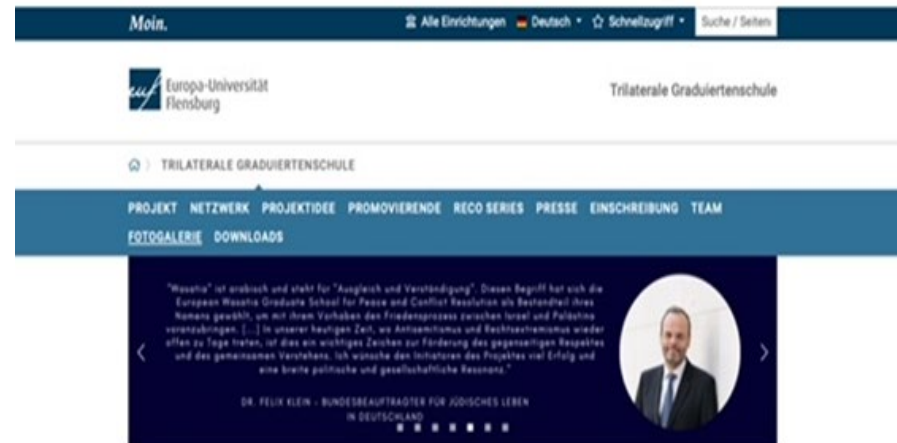 Moin.
Alle Einrichtungen Deutsch Schnellzugriff Suche / Seiten
euf Europa-Universität
Flensburg
Trilaterale Graduiertenschule
TRILATERALE GRADUIERTENSCHULE
PROJEKT NETZWERK PROJEKTIDEE PROMOVIERENDE RECO SERIES PRESSE EINSCHREIBUNG TEAM
FOTOGALERIE DOWNLOADS
"Wasatia" ist arabisch und steht für "Ausgleich und Verständigung". Diesen Begriff hat sich die
European Wasatia Graduate School for Peace and Conflict Resolution als Bestandteil ihres
Namens gewählt, um mit ihrem Vorhaben den Friedensprozess zwischen Israel und Palästina
voranzubringen. [...] In unserer heutigen Zeit, wo Antisemitismus und Rechtsextremismus wieder
offen zu Tage treten, ist dies ein wichtiges Zeichen zur Förderung des gegenseitigen Respektes
und des gemeinsamen Verstehens. Ich wünsche den Initiatoren des Projektes viel Erfolg und
eine breite politische und gesellschaftliche Resonanz."
DR. FELIX KLEIN - BUNDESBEAUFTRAGTER FÜR JÜDISCHES LEBEN
IN DEUTSCHLAND